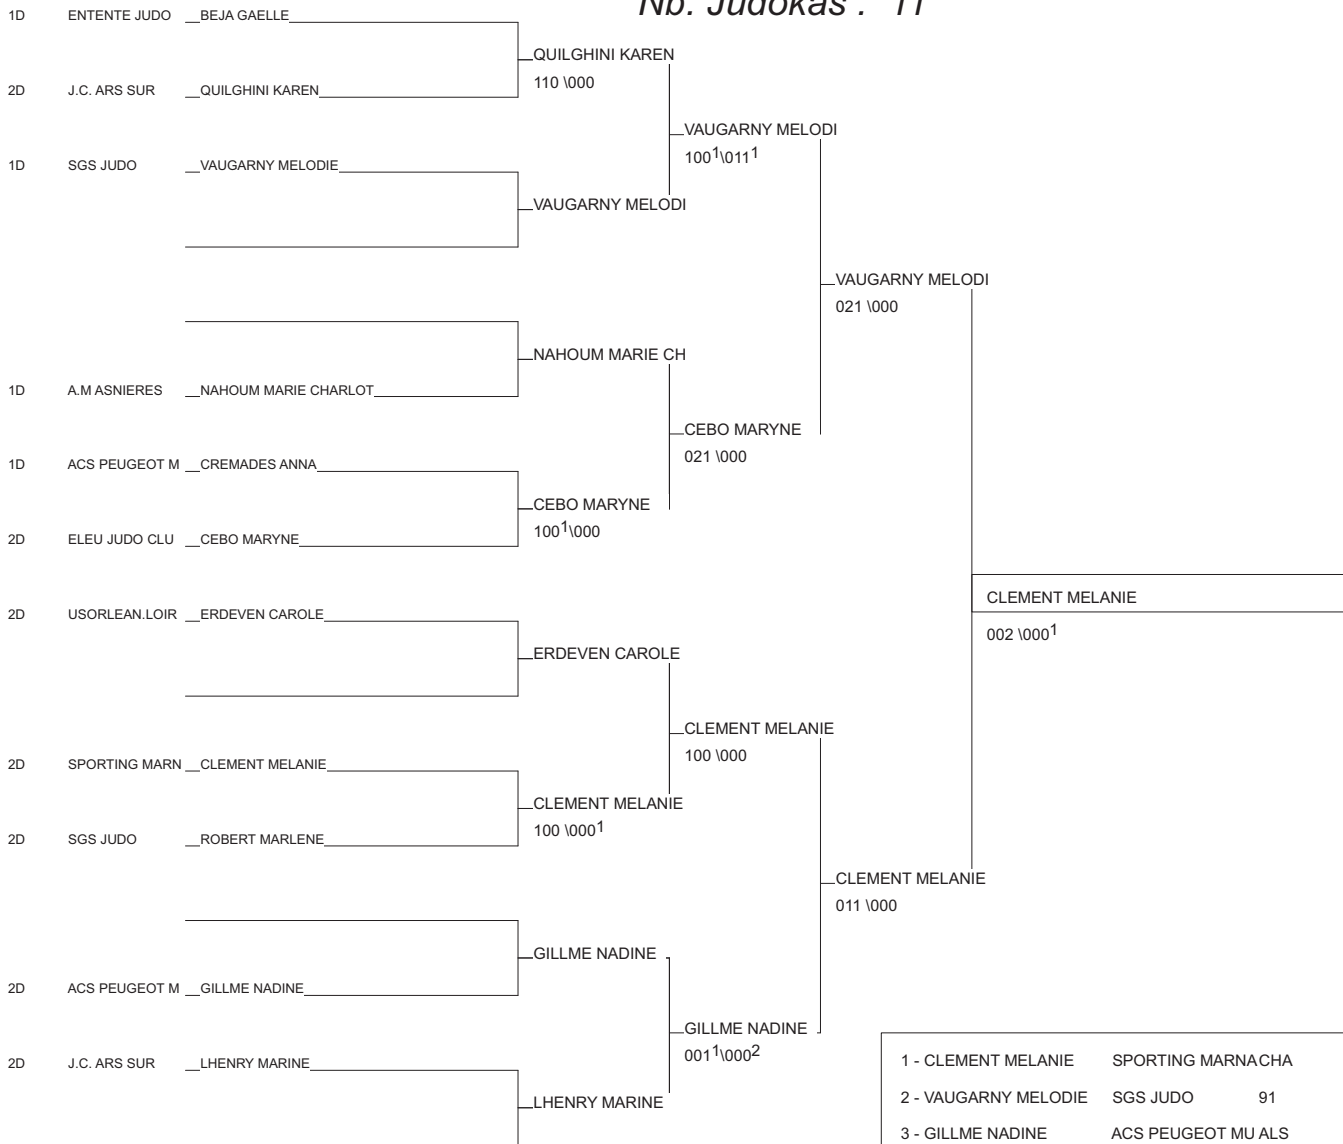 Nb. Judokas : 11
1D ENTENTE JUDO BEJA GAELLE
QUILGHINI KAREN
110 \000
2D J.C. ARS SUR QUILGHINI KAREN
VAUGARNY MELODI
100¹\011¹
1D SGS JUDO VAUGARNY MELODIE
VAUGARNY MELODI
VAUGARNY MELODI
021 \000
NAHOUM MARIE CH
1D A.M ASNIERES NAHOUM MARIE CHARLOT
CEBO MARYNE
021 \000
1D ACS PEUGEOT M CREMADES ANNA
CEBO MARYNE
100¹\000
2D ELEU JUDO CLU CEBO MARYNE
CLEMENT MELANIE
002 \000¹
2D USORLEAN.LOIR ERDEVEN CAROLE
ERDEVEN CAROLE
CLEMENT MELANIE
100 \000
2D SPORTING MARN CLEMENT MELANIE
CLEMENT MELANIE
100 \000¹
2D SGS JUDO ROBERT MARLENE
CLEMENT MELANIE
011 \000
GILLME NADINE
2D ACS PEUGEOT M GILLME NADINE
GILLME NADINE
001¹\000²
2D J.C. ARS SUR LHENRY MARINE
LHENRY MARINE
1 - CLEMENT MELANIE SPORTING MARNACHA
2 - VAUGARNY MELODIE SGS JUDO 91
3 - GILLME NADINE ACS PEUGEOT MU ALS